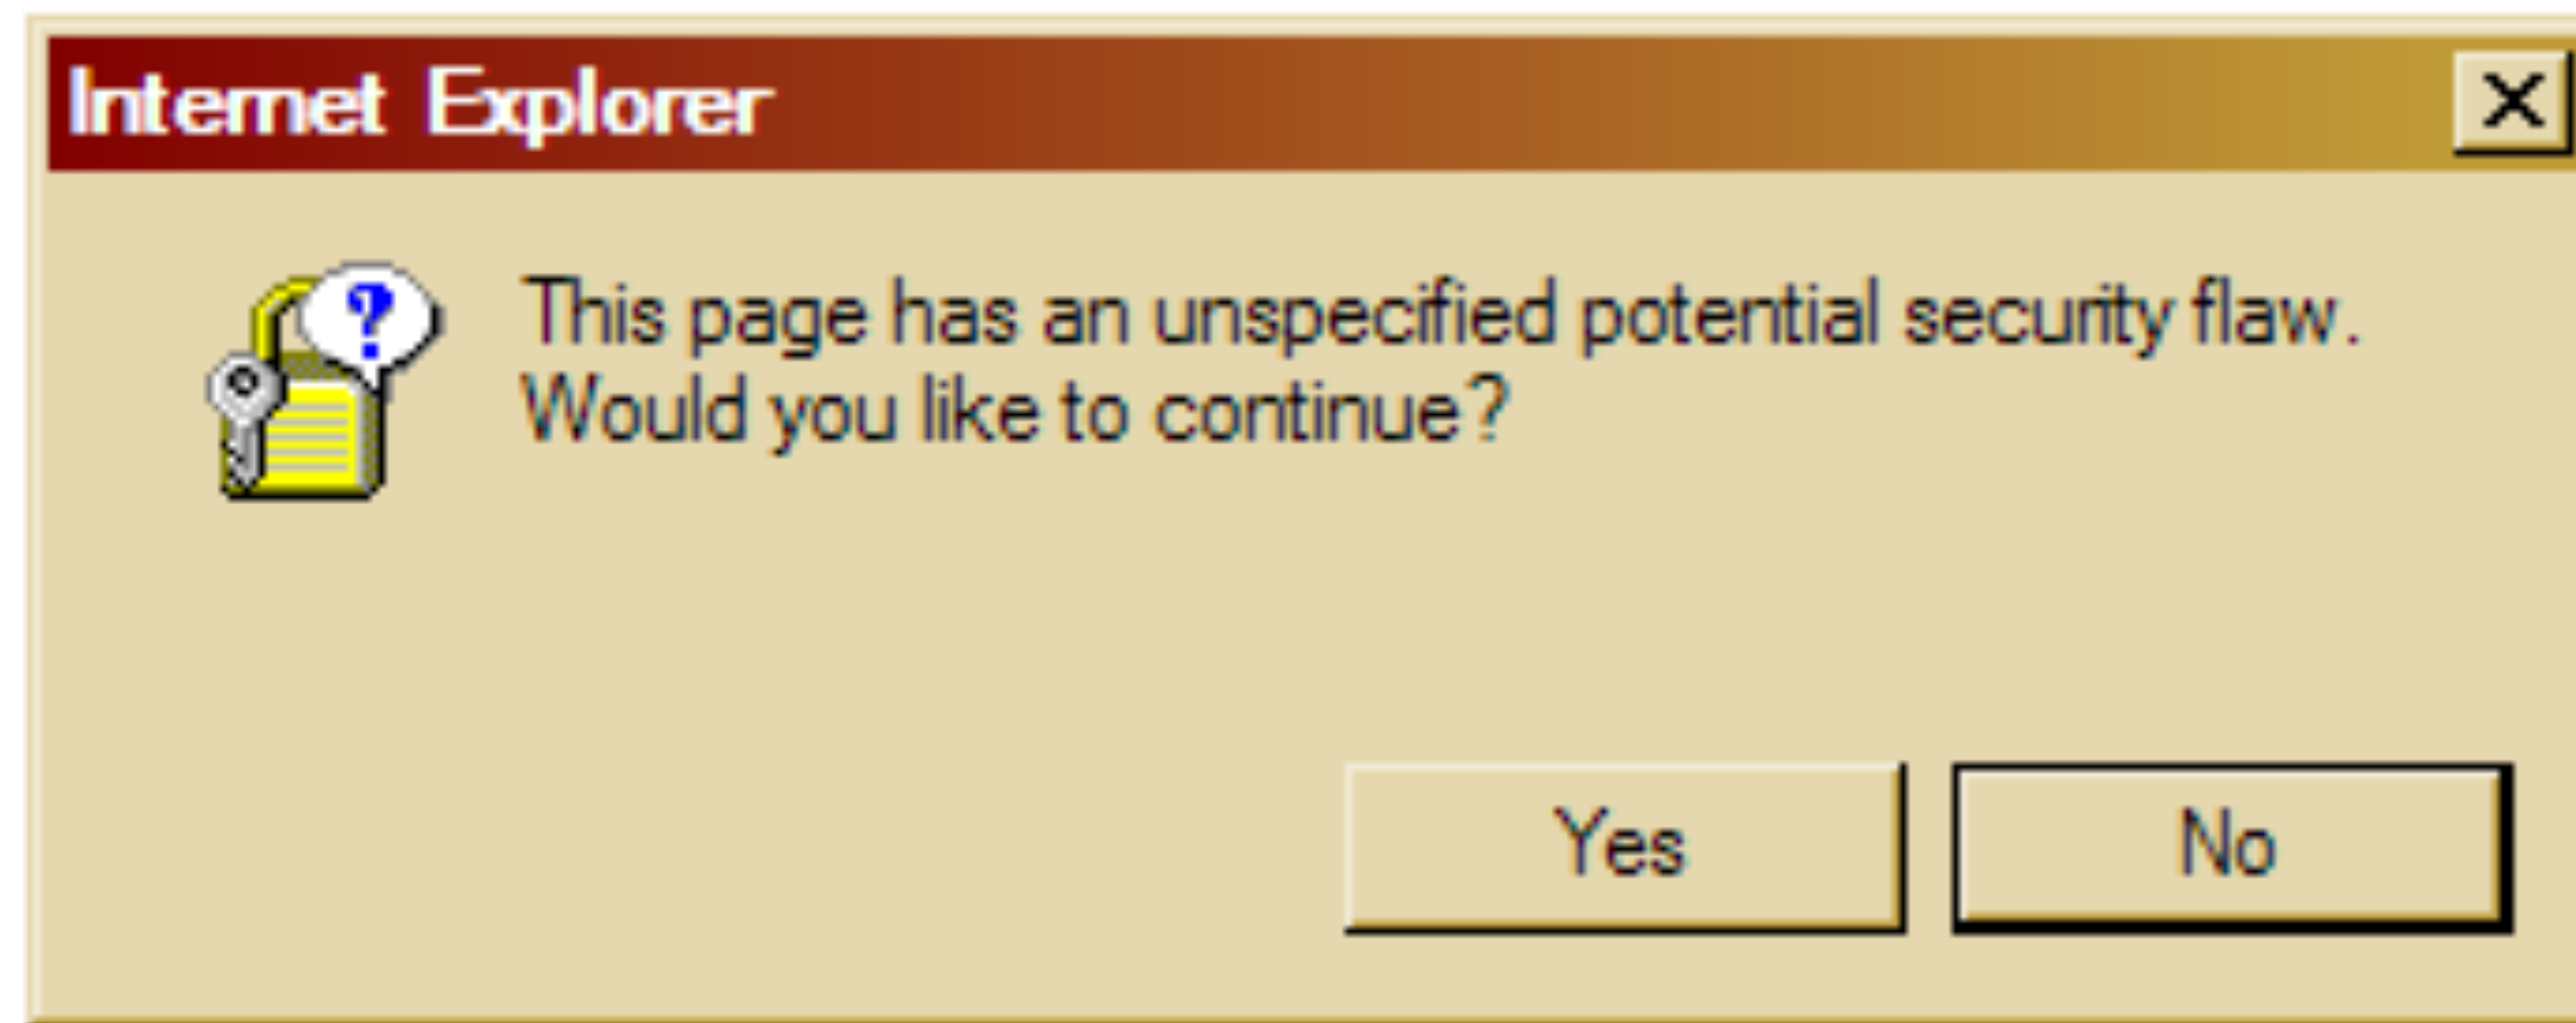 Internet Explorer
?
This page has an unspecified potential security flaw.
Would you like to continue?
Yes
No